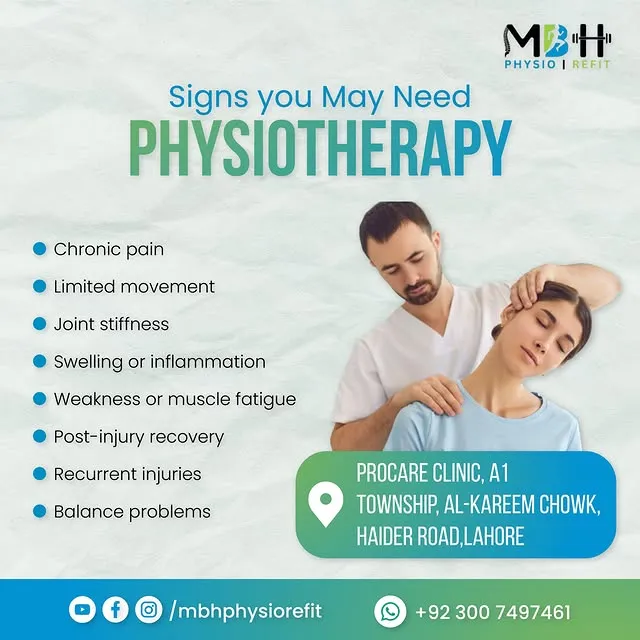 MBH
PHYSIO | REFIT
Signs you May Need
PHYSIOTHERAPY
Chronic pain
Limited movement
Joint stiffness
Swelling or inflammation
Weakness or muscle fatigue
Post-injury recovery
Recurrent injuries
Balance problems
PROCARE CLINIC, A1
TOWNSHIP, AL-KAREEM CHOWK,
HAIDER ROAD,LAHORE
/mbhphysiorefit
+92 300 7497461